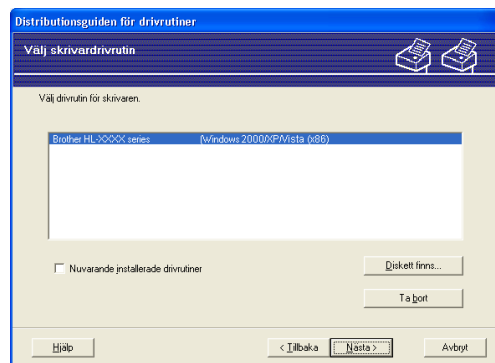 Distributionsguiden för drivrutiner
Välj skrivardrivrutin
Välj drivrutin för skrivaren.
Brother HL-XXXX series (Windows 2000/XP/Vista (x86)
Nuvarande installerade drivrutiner
Diskett finns...
Ta bort
Hjälp
< Tillbaka
Nästa >
Avbryt